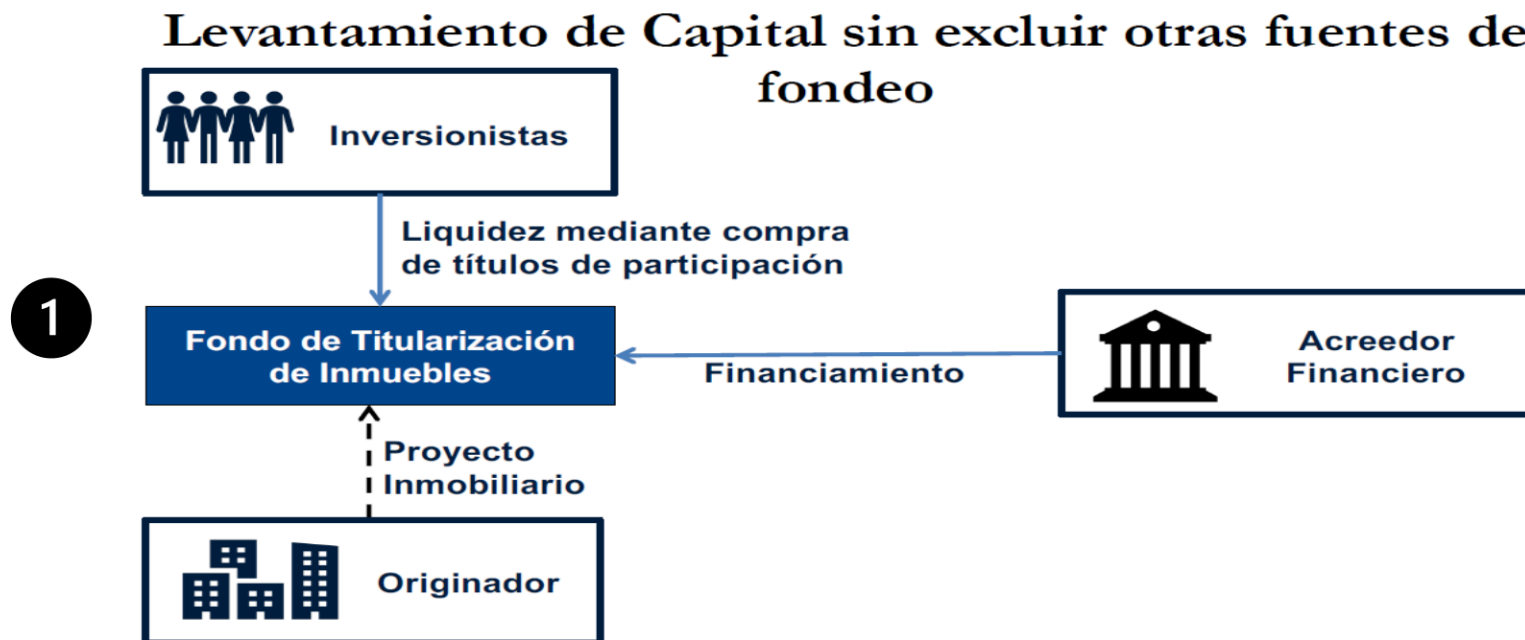 Levantamiento de Capital sin excluir otras fuentes de
fondeo
Inversionistas
Liquidez mediante compra
de títulos de participación
1
Fondo de Titularización
de Inmuebles
Financiamiento
Acreedor
Financiero
Proyecto
Inmobiliario
Originador